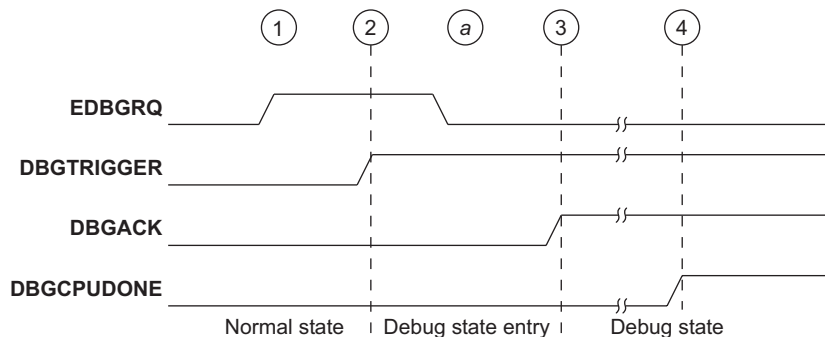 1 2 a 3 4
EDBGRQ
DBGTRIGGER
DBGACK
DBGCPUDONE
Normal state Debug state entry Debug state